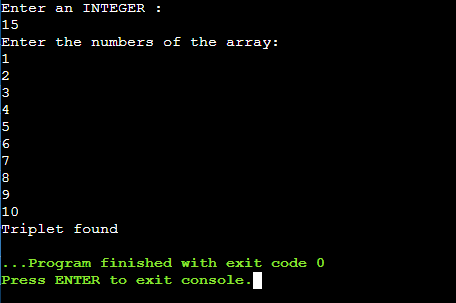 Enter an INTEGER :
15
Enter the numbers of the array:
1
2
3
4
5
6
7
8
9
10
Triplet found
...Program finished with exit code 0
Press ENTER to exit console.